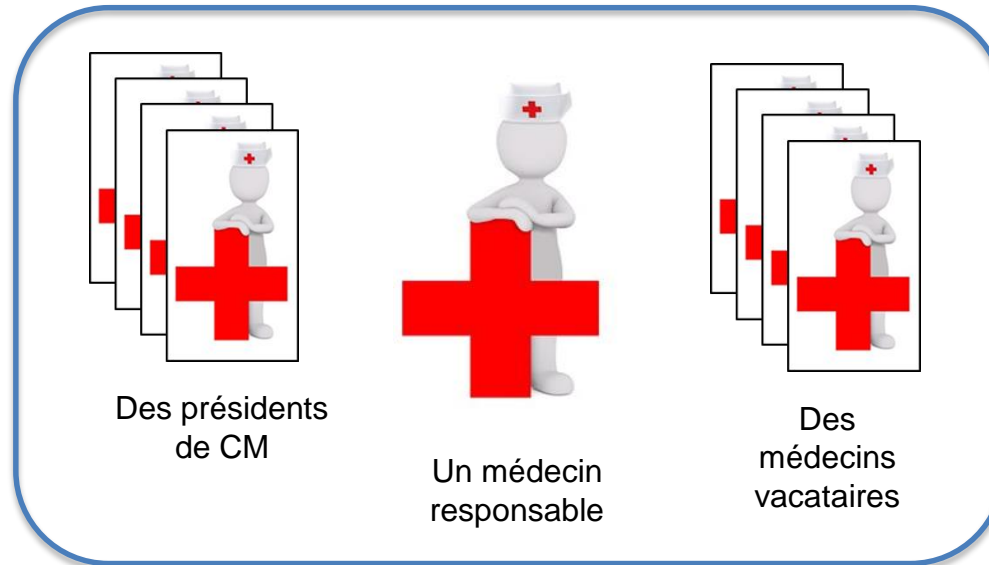 Des présidents
de CM
Un médecin
responsable
Des
médecins
vacataires